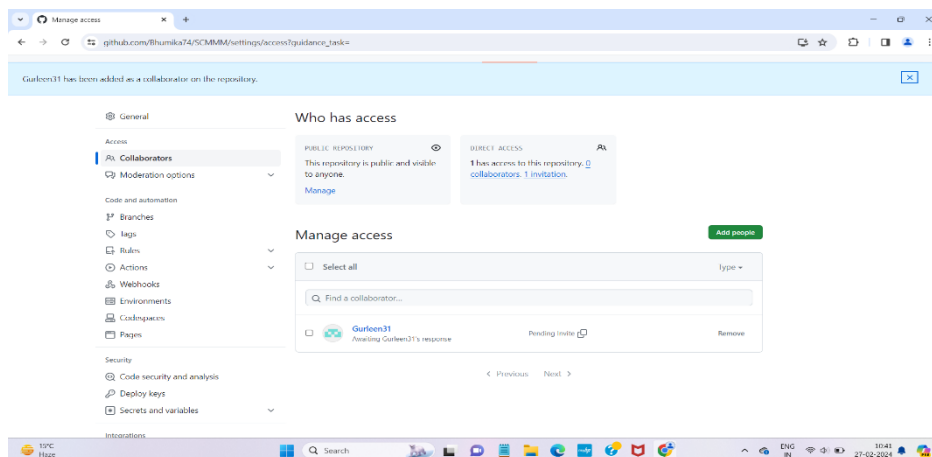 Manage access
github.com/Bhumika74/SCMMM/settings/access?guidance_task=
Gurleen31 has been added as a collaborator on the repository.
General
Access
Collaborators
Moderation options
Code and automation
Branches
Tags
Rules
Actions
Webhooks
Environments
Codespaces
Pages
Security
Code security and analysis
Deploy keys
Secrets and variables
Integrations
Who has access
PUBLIC REPOSITORY
This repository is public and visible
to anyone.
Manage
DIRECT ACCESS
1 has access to this repository. 0
collaborators. 1 invitation.
Manage access
Add people
Select all
Type
Find a collaborator...
Gurleen31
Awaiting Gurleen31's response
Pending Invite
Remove
< Previous Next >
15°C
Haze
Search
ENG
IN
10:41
27-02-2024